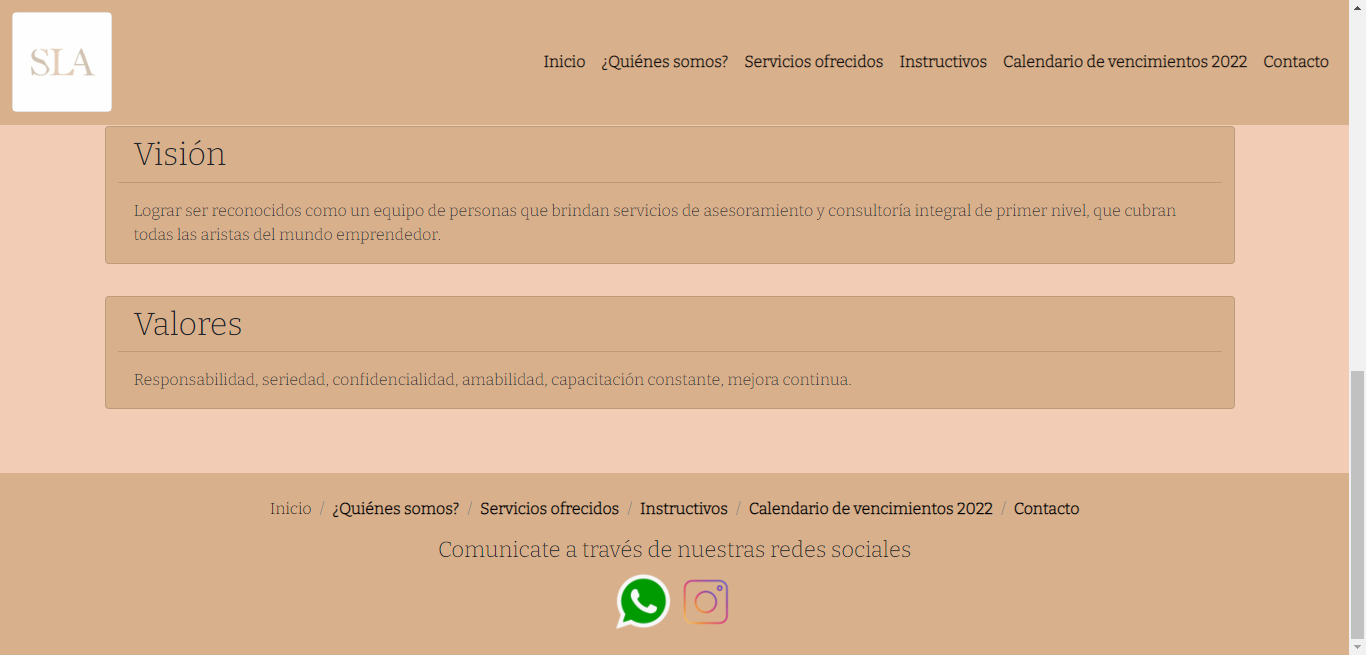 SLA
Inicio ¿Quiénes somos? Servicios ofrecidos Instructivos Calendario de vencimientos 2022 Contacto
Visión
Lograr ser reconocidos como un equipo de personas que brindan servicios de asesoramiento y consultoría integral de primer nivel, que cubran
todas las aristas del mundo emprendedor.
Valores
Responsabilidad, seriedad, confidencialidad, amabilidad, capacitación constante, mejora continua.
Inicio / ¿Quiénes somos? / Servicios ofrecidos / Instructivos / Calendario de vencimientos 2022 / Contacto
Comunicate a través de nuestras redes sociales